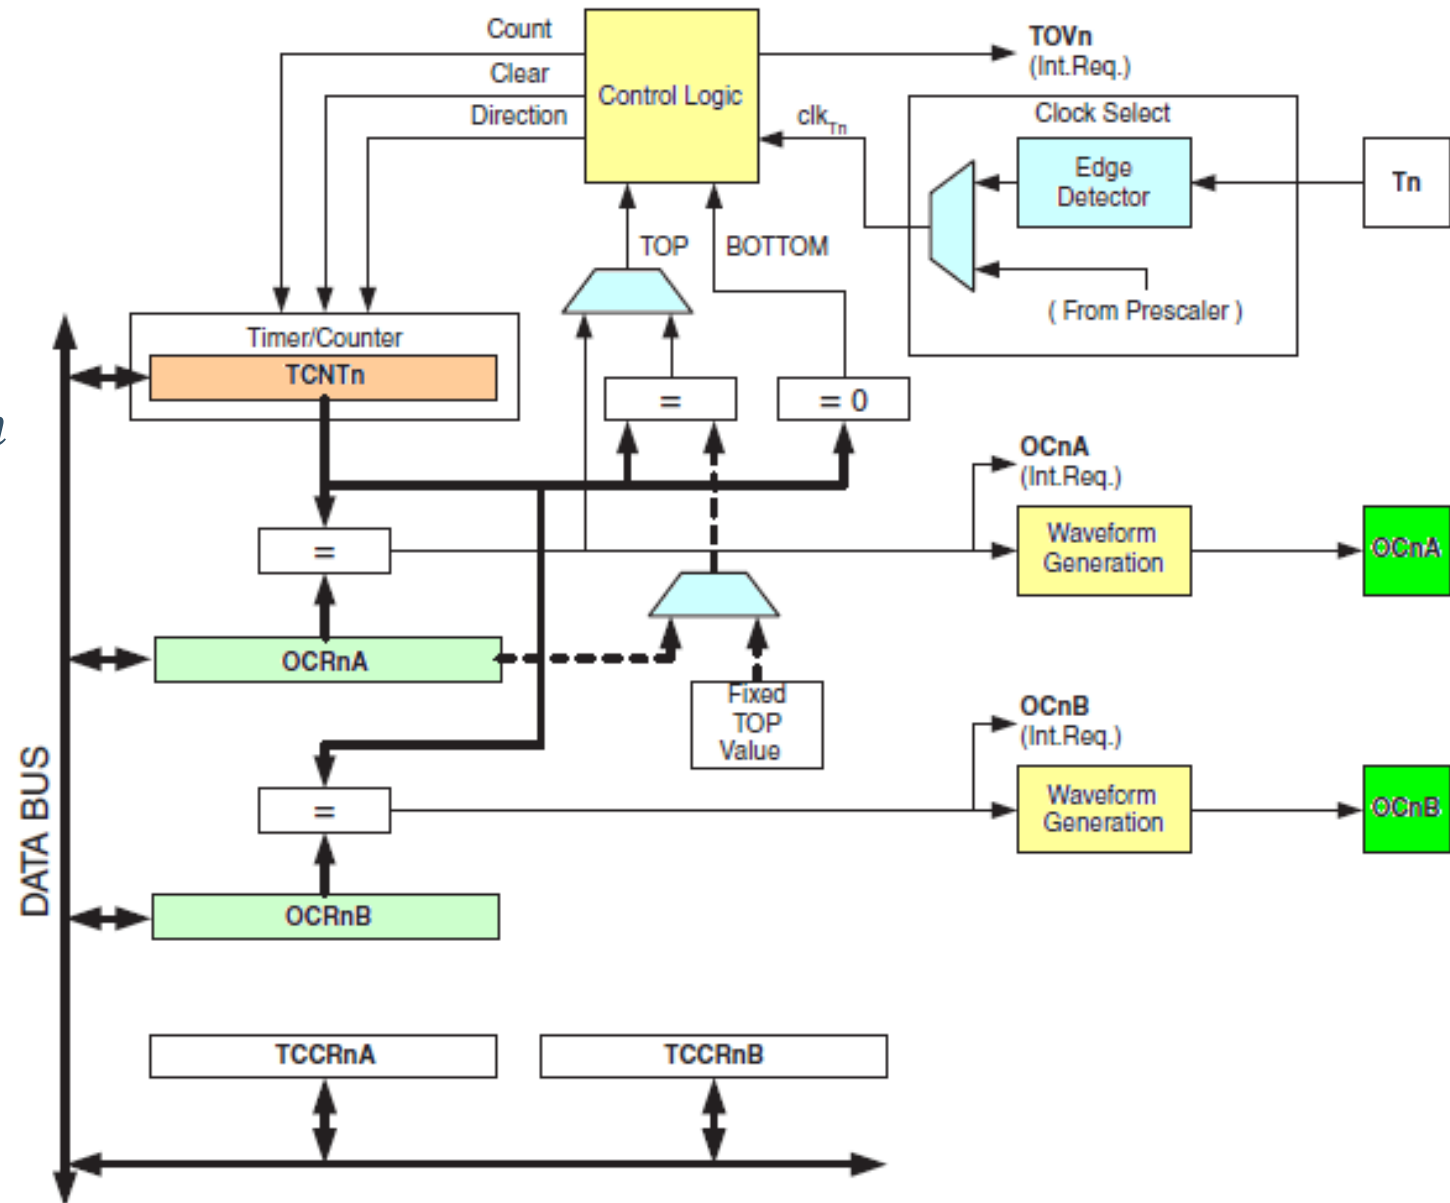 Count
Clear
Direction
Control Logic
TOVn
(Int.Req.)
clkTn
Clock Select
Edge
Detector
Tn
( From Prescaler )
TOP
BOTTOM
Timer/Counter
TCNTn
=
= 0
OCnA
(Int.Req.)
=
Waveform
Generation
OCnA
OCRnA
Fixed
TOP
Value
OCnB
(Int.Req.)
=
Waveform
Generation
OCnB
OCRnB
DATA BUS
TCCRnA
TCCRnB